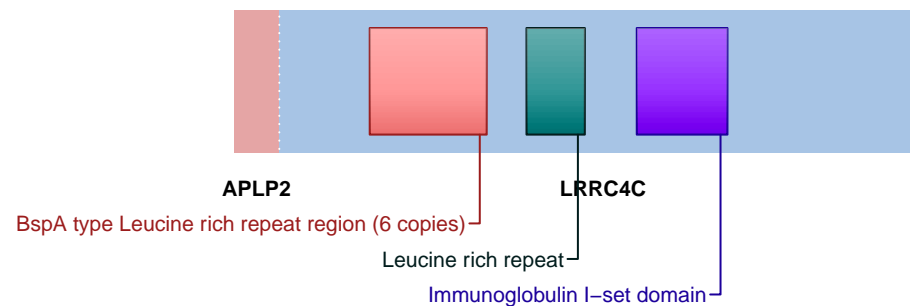 APLP2 LRRC4C
BspA type Leucine rich repeat region (6 copies)
Leucine rich repeat
Immunoglobulin I−set domain